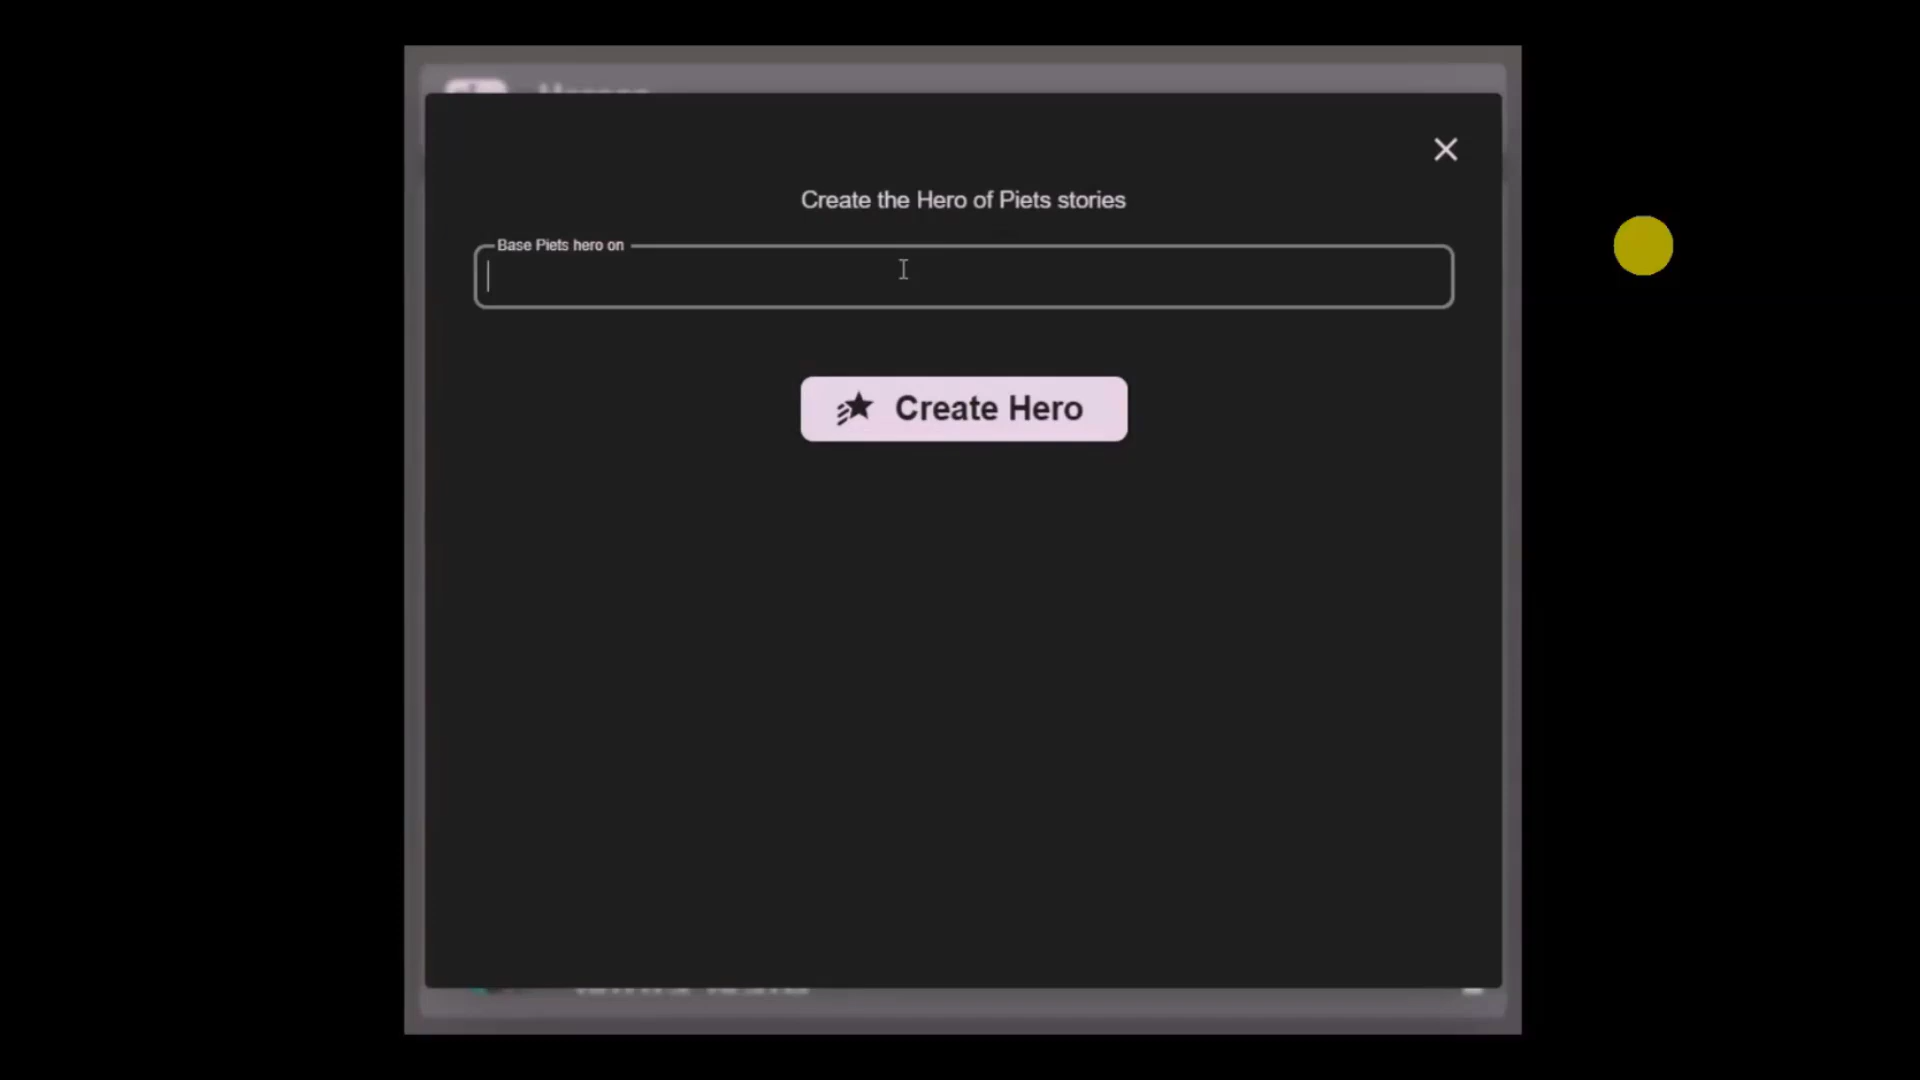 Create the Hero of Piets stories
Base Piets hero on
Create Hero